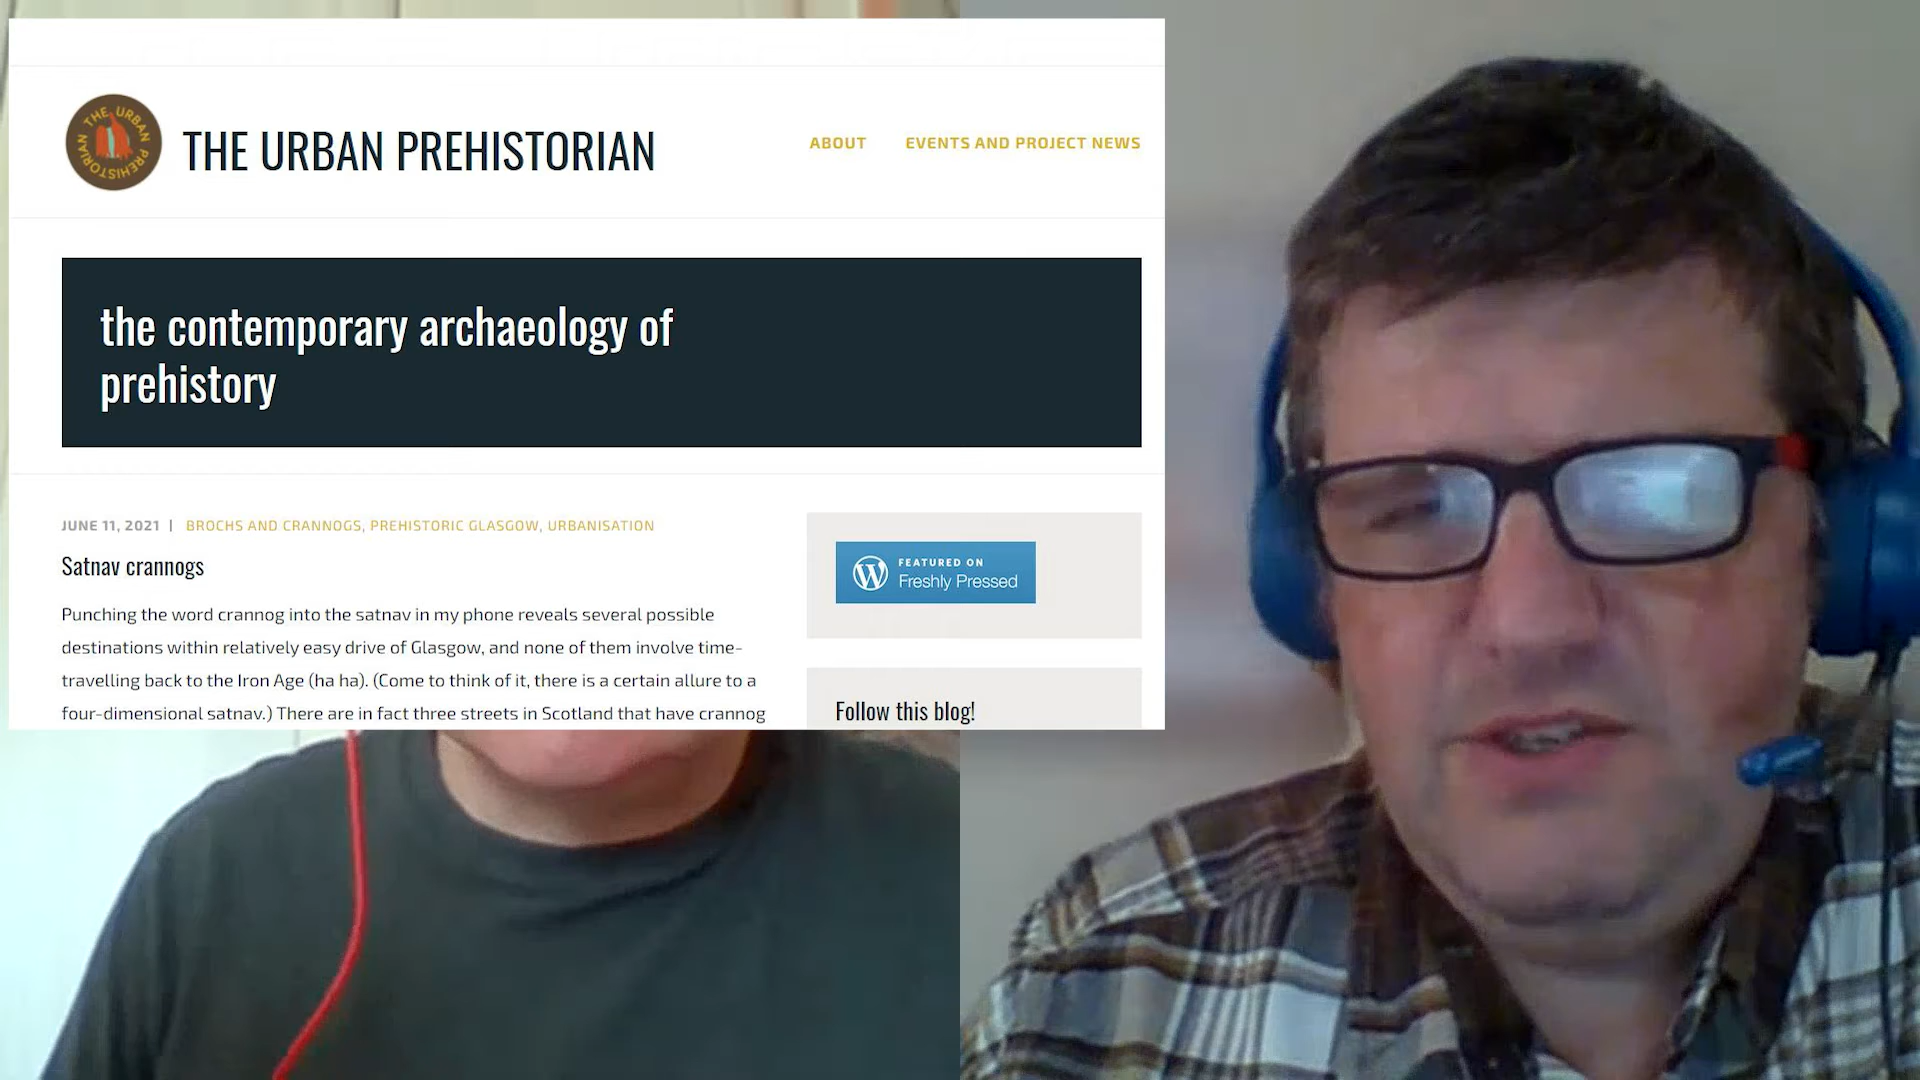 THE URBAN PREHISTORIAN
THE URBAN PREHISTORIAN
ABOUT
EVENTS AND PROJECT NEWS
the contemporary archaeology of
prehistory
JUNE 11, 2021 | BROCHS AND CRANNOGS, PREHISTORIC GLASGOW, URBANISATION
Satnav crannogs
Punching the word crannog into the satnav in my phone reveals several possible
destinations within relatively easy drive of Glasgow, and none of them involve time-
travelling back to the Iron Age (ha ha). (Come to think of it, there is a certain allure to a
four-dimensional satnav.) There are in fact three streets in Scotland that have crannog
FEATURED ON
Freshly Pressed
Follow this blog!